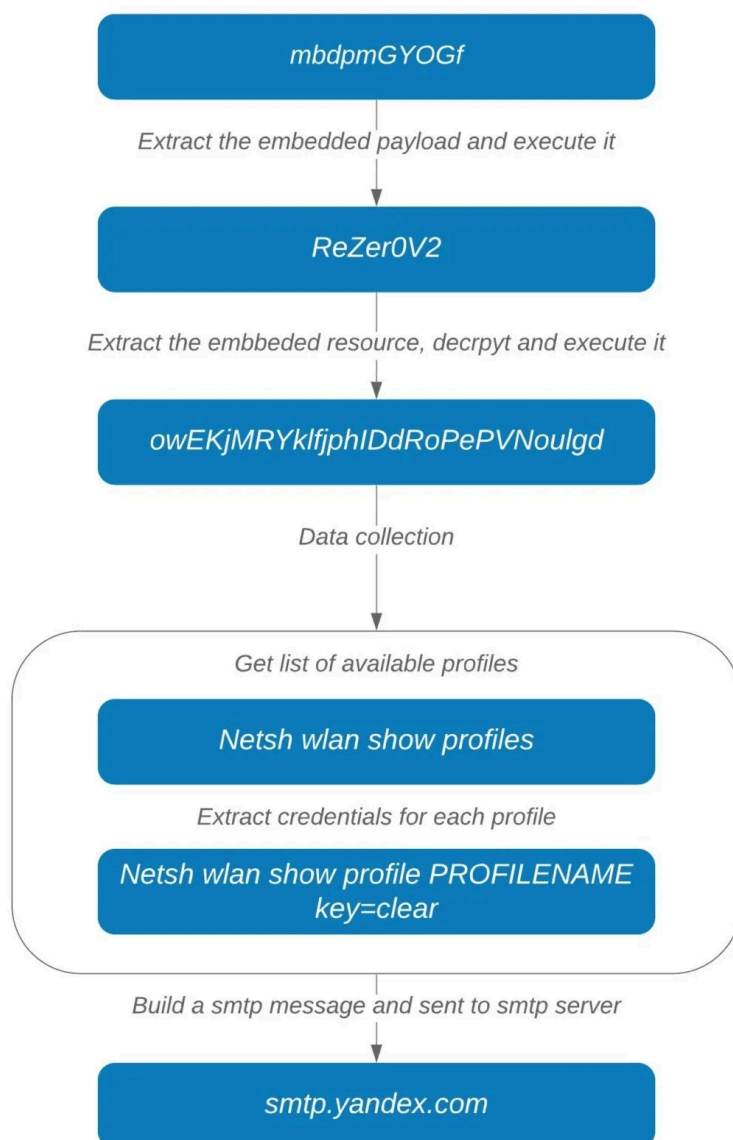 mbdpmGYOGf
Extract the embedded payload and execute it
ReZer0V2
Extract the embbeded resource, decrpyt and execute it
owEKjMRYklfjphIDdRoPePVNoulgd
Data collection
Get list of available profiles
Netsh wlan show profiles
Extract credentials for each profile
Netsh wlan show profile PROFILENAME
key=clear
Build a smtp message and sent to smtp server
smtp.yandex.com